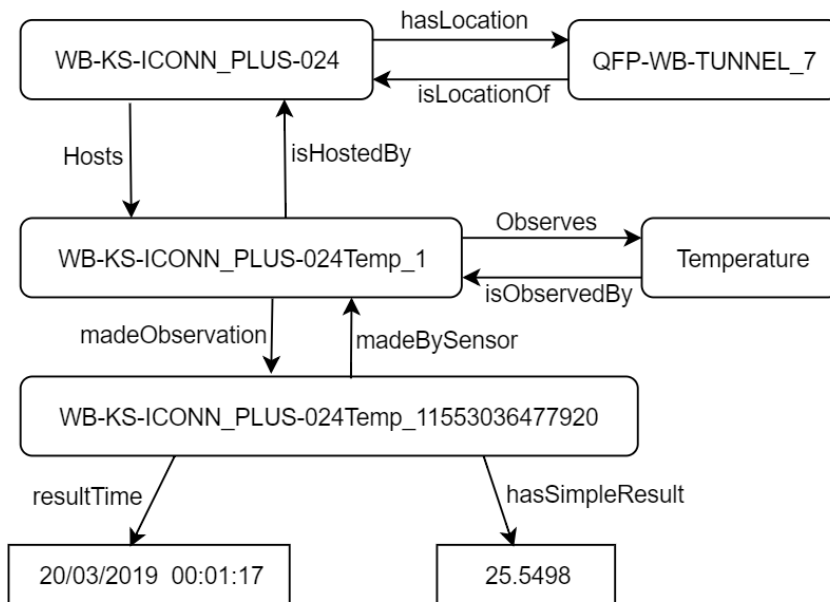 hasLocation
WB-KS-ICONN_PLUS-024
QFP-WB-TUNNEL_7
isLocationOf
Hosts
isHostedBy
Observes
WB-KS-ICONN_PLUS-024Temp_1
Temperature
isObservedBy
madeObservation
madeBySensor
WB-KS-ICONN_PLUS-024Temp_11553036477920
resultTime
hasSimpleResult
20/03/2019 00:01:17
25.5498